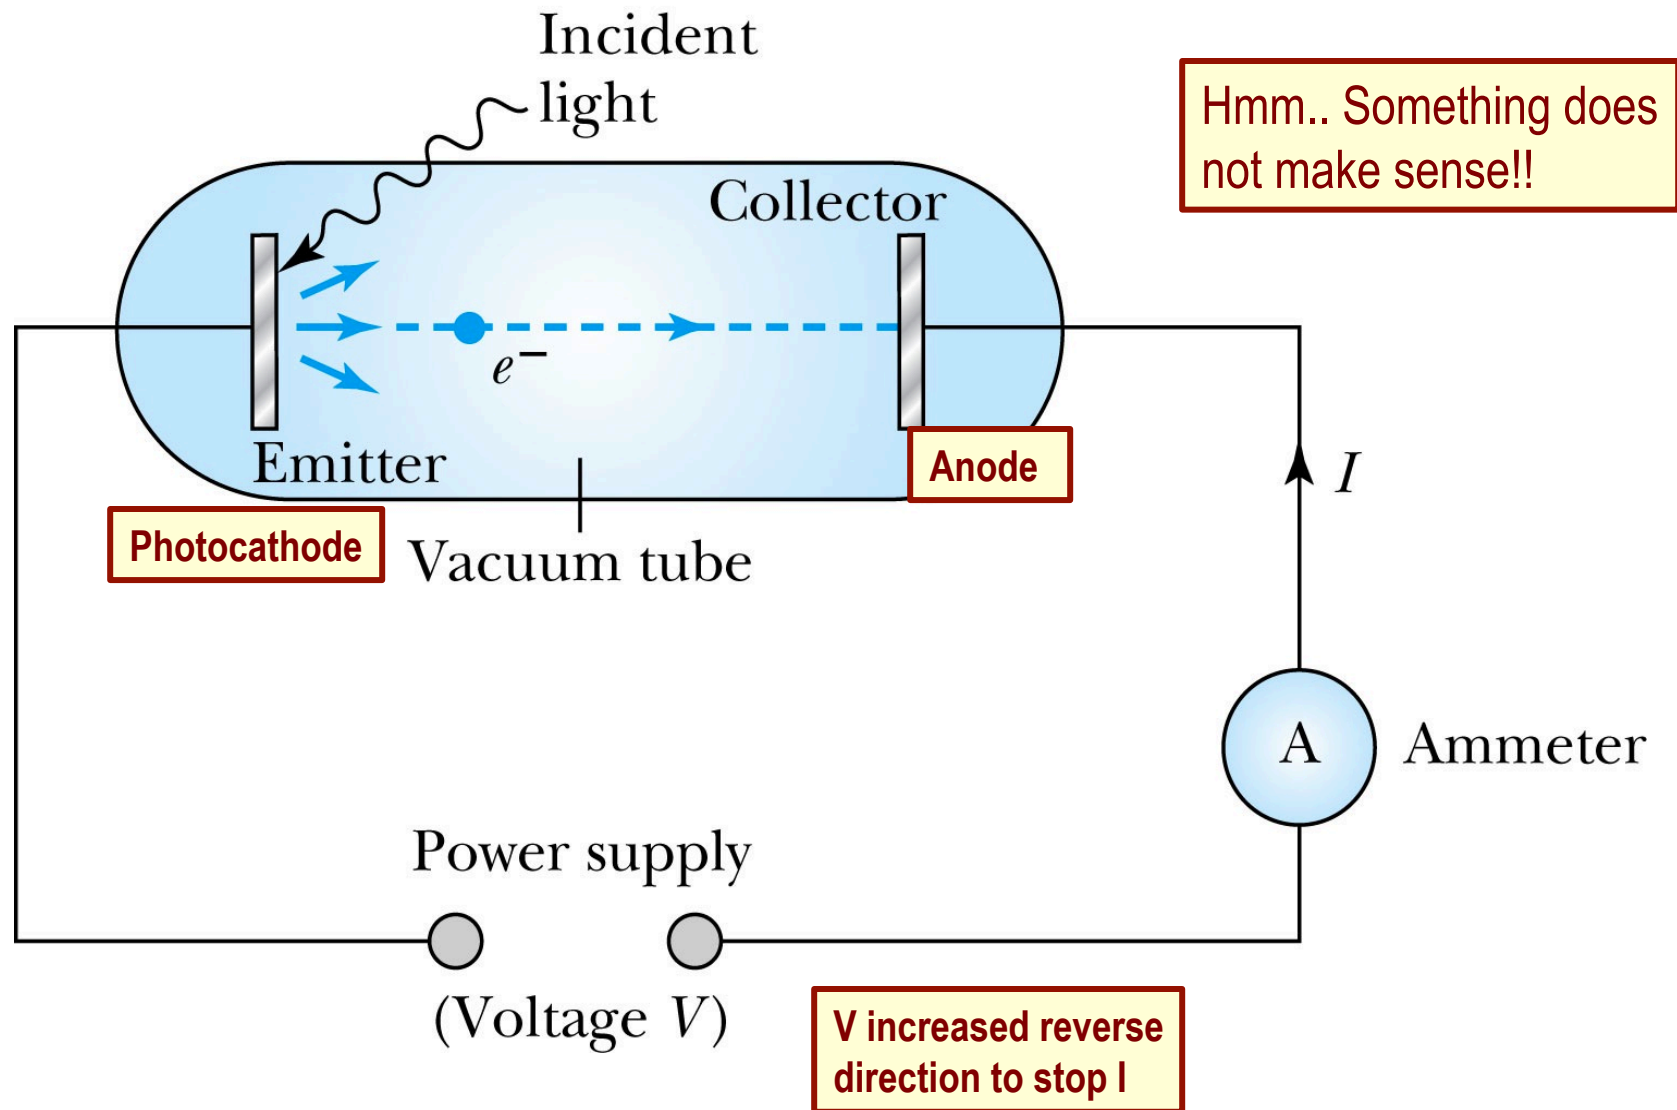 Incident
light
Hmm.. Something does
not make sense!!
Collector
e−
Emitter
Anode
I
Photocathode
Vacuum tube
A
Ammeter
Power supply
(Voltage V)
V increased reverse
direction to stop I